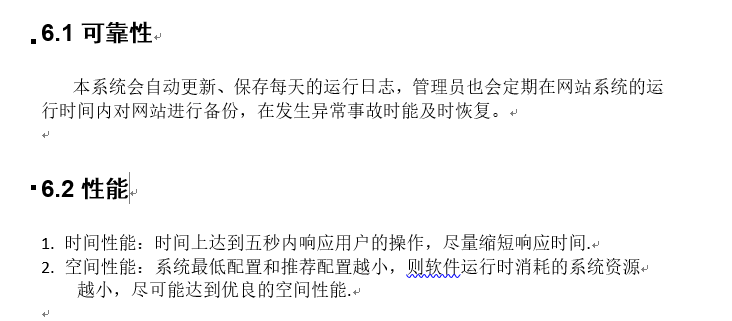 6.1 可靠性
本系统会自动更新、保存每天的运行日志，管理员也会定期在网站系统的运
行时间内对网站进行备份，在发生异常事故时能及时恢复。
6.2 性能
1. 时间性能：时间上达到五秒内响应用户的操作，尽量缩短响应时间.
2. 空间性能：系统最低配置和推荐配置越小，则软件运行时消耗的系统资源
越小，尽可能达到优良的空间性能.